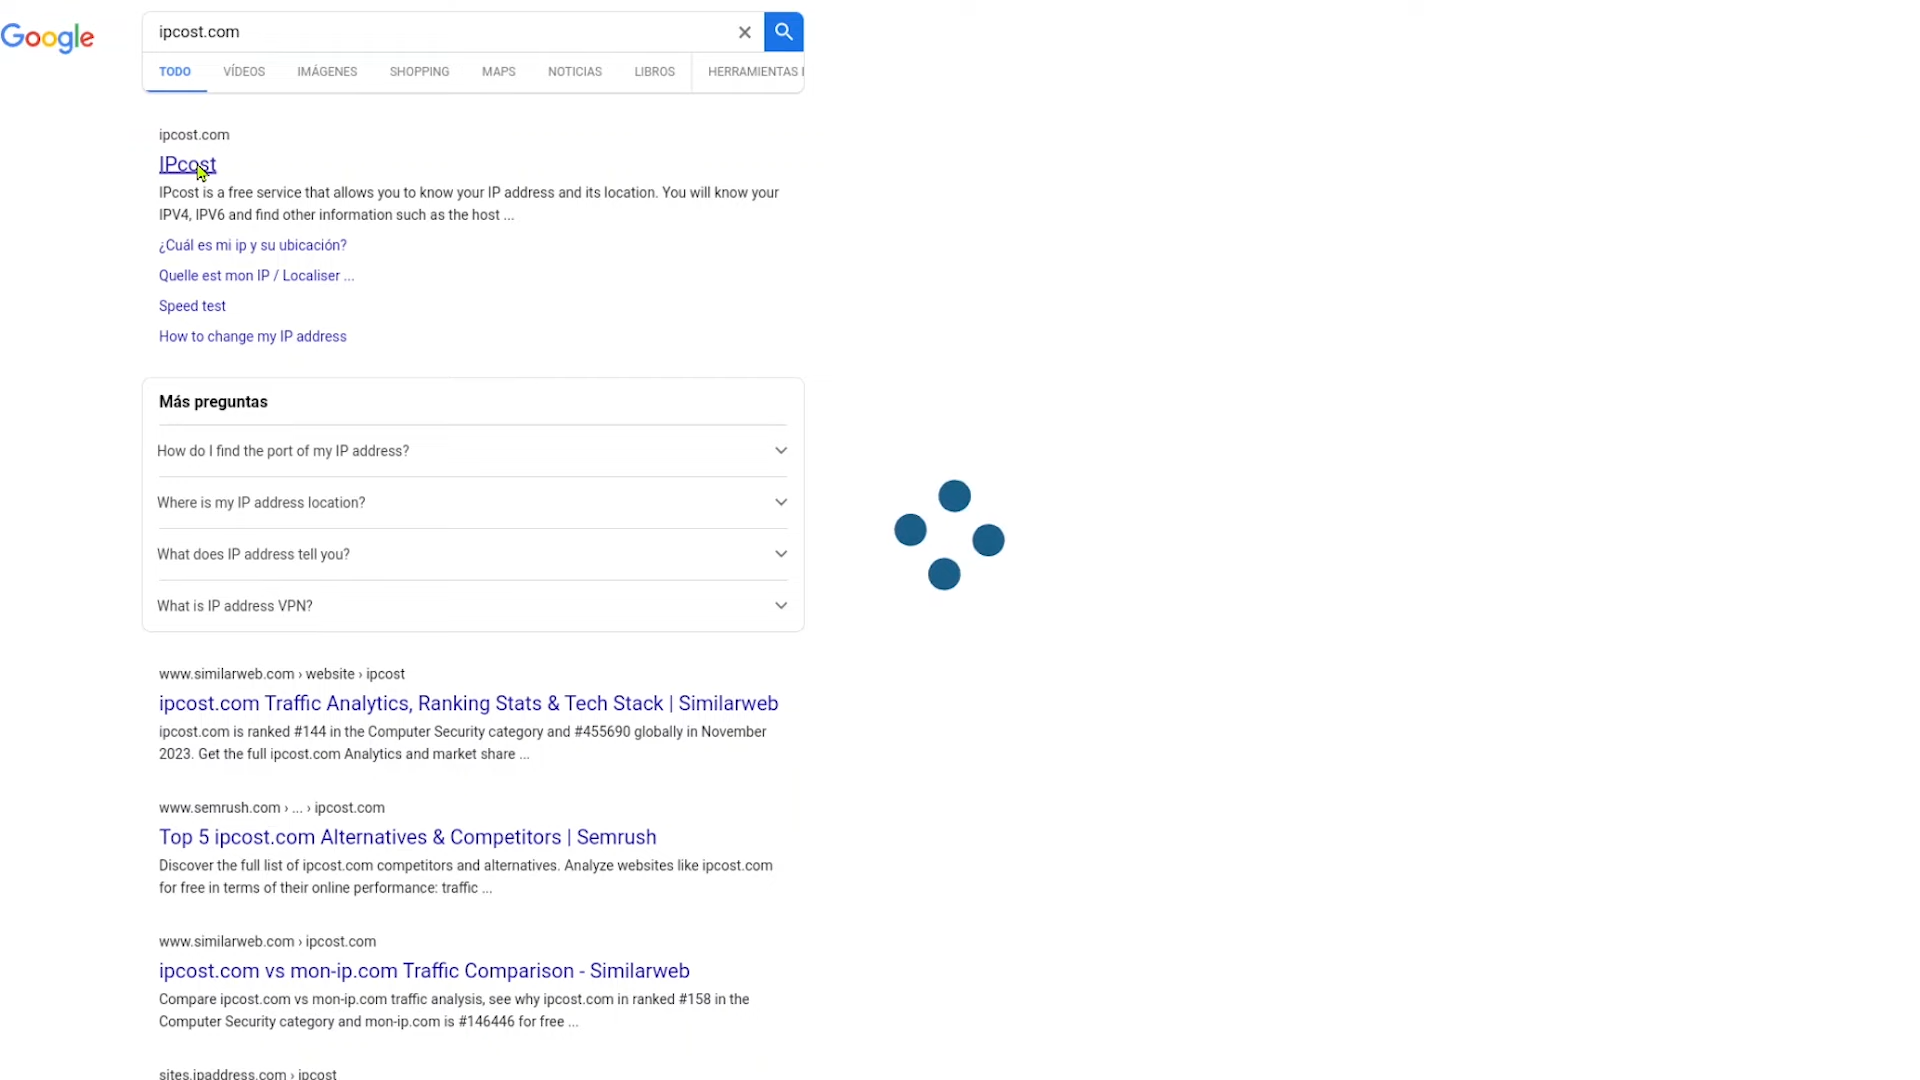 Google
ipcost.com
TODO VÍDEOS IMÁGENES SHOPPING MAPS NOTICIAS LIBROS HERRAMIENTAS
ipcost.com
IPcost
IPcost is a free service that allows you to know your IP address and its location. You will know your
IPV4, IPV6 and find other information such as the host ...
¿Cuál es mi ip y su ubicación?
Quelle est mon IP / Localiser ...
Speed test
How to change my IP address
Más preguntas
How do I find the port of my IP address?
Where is my IP address location?
What does IP address tell you?
What is IP address VPN?
www.similarweb.com › website › ipcost
ipcost.com Traffic Analytics, Ranking Stats & Tech Stack | Similarweb
ipcost.com is ranked #144 in the Computer Security category and #455690 globally in November
2023. Get the full ipcost.com Analytics and market share ...
www.semrush.com › ... › ipcost.com
Top 5 ipcost.com Alternatives & Competitors | Semrush
Discover the full list of ipcost.com competitors and alternatives. Analyze websites like ipcost.com
for free in terms of their online performance: traffic ...
www.similarweb.com › ipcost.com
ipcost.com vs mon-ip.com Traffic Comparison - Similarweb
Compare ipcost.com vs mon-ip.com traffic analysis, see why ipcost.com in ranked #158 in the
Computer Security category and mon-ip.com is #146446 for free ...
sites.ipaddress.com › ipcost